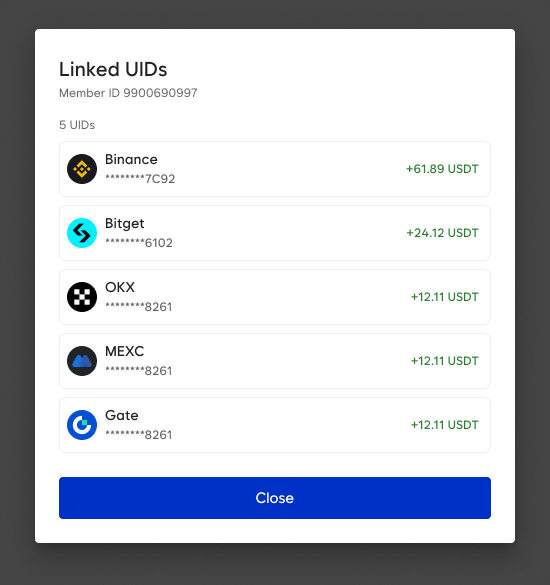 Linked UIDs
Member ID 9900690997
5 UIDs
Binance
********7C92
+61.89 USDT
Bitget
********6102
+24.12 USDT
OKX
********8261
+12.11 USDT
MEXC
********8261
+12.11 USDT
Gate
********8261
+12.11 USDT
Close